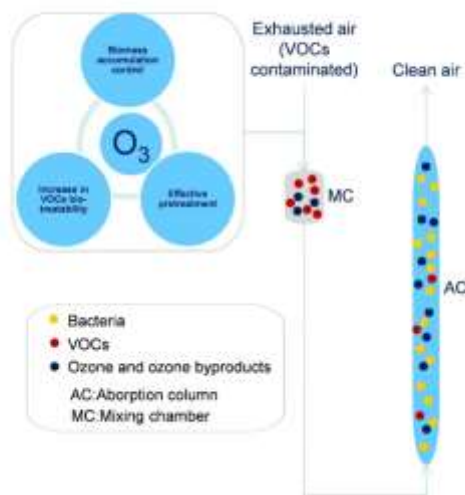 Biomass
accumulation
control
O3
Increase in
VOCs bio-
treatability
Effective
pretreatment
Exhausted air
(VOCs
contaminated)
Clean air
MC
AC
Bacteria
VOCs
Ozone and ozone byproducts
AC:Aborption column
MC:Mixing chamber